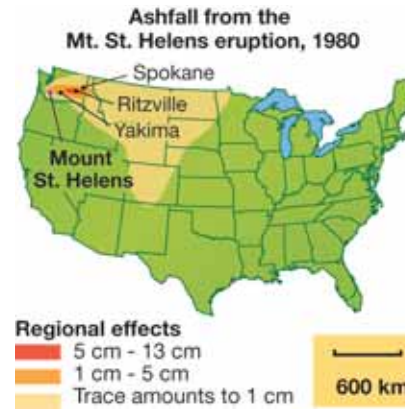 Ashfall from the
Mt. St. Helens eruption, 1980
Spokane
Ritzville
Yakima
Mount
St. Helens
Regional effects
5 cm - 13 cm
1 cm - 5 cm
Trace amounts to 1 cm
600 km